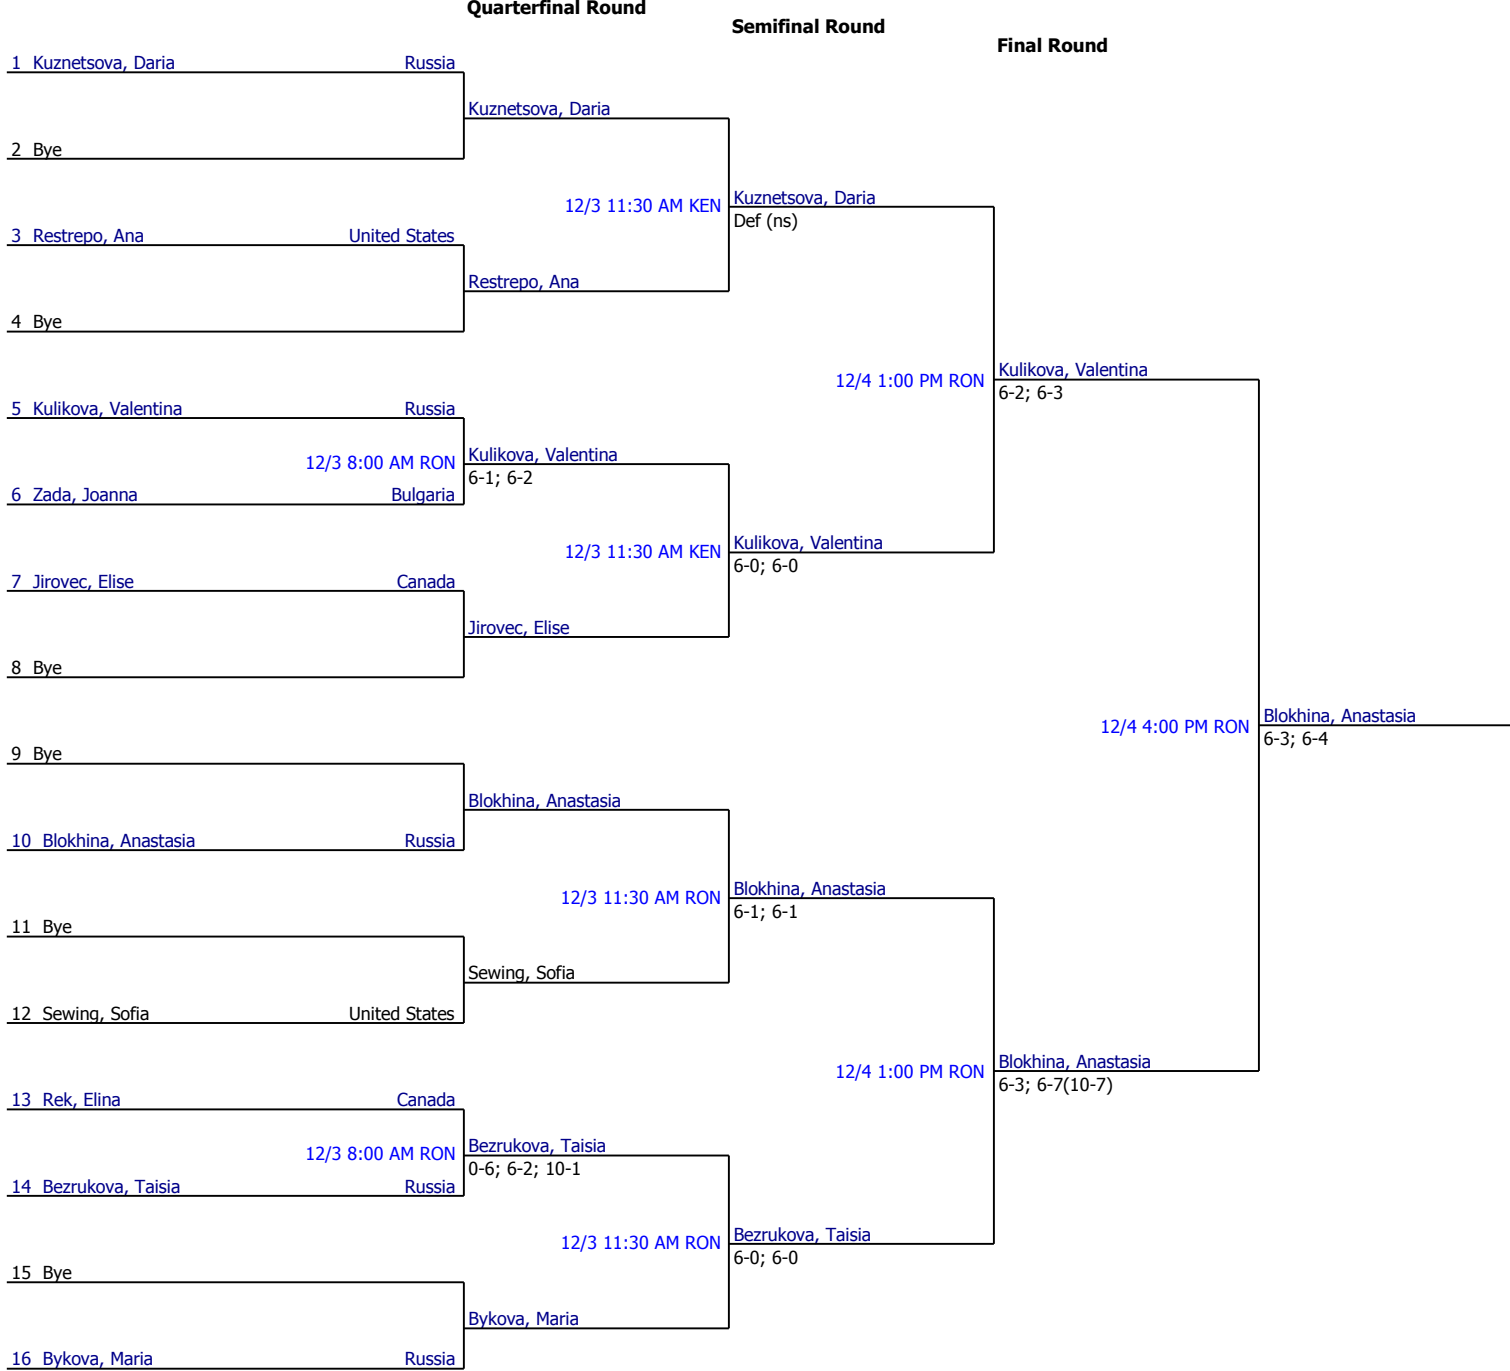 Quarterfinal Round
Semifinal Round
Final Round
1 Kuznetsova, Daria Russia
Kuznetsova, Daria
2 Bye
12/3 11:30 AM KEN Kuznetsova, Daria
Def (ns)
3 Restrepo, Ana United States
Restrepo, Ana
4 Bye
12/4 1:00 PM RON Kulikova, Valentina
6-2; 6-3
5 Kulikova, Valentina Russia
12/3 8:00 AM RON Kulikova, Valentina
6-1; 6-2
6 Zada, Joanna Bulgaria
12/3 11:30 AM KEN Kulikova, Valentina
6-0; 6-0
7 Jirovec, Elise Canada
Jirovec, Elise
8 Bye
12/4 4:00 PM RON Blokhina, Anastasia
6-3; 6-4
9 Bye
Blokhina, Anastasia
10 Blokhina, Anastasia Russia
12/3 11:30 AM RON Blokhina, Anastasia
6-1; 6-1
11 Bye
Sewing, Sofia
12 Sewing, Sofia United States
12/4 1:00 PM RON Blokhina, Anastasia
6-3; 6-7(10-7)
13 Rek, Elina Canada
12/3 8:00 AM RON Bezrukova, Taisia
0-6; 6-2; 10-1
14 Bezrukova, Taisia Russia
12/3 11:30 AM RON Bezrukova, Taisia
6-0; 6-0
15 Bye
Bykova, Maria
16 Bykova, Maria Russia